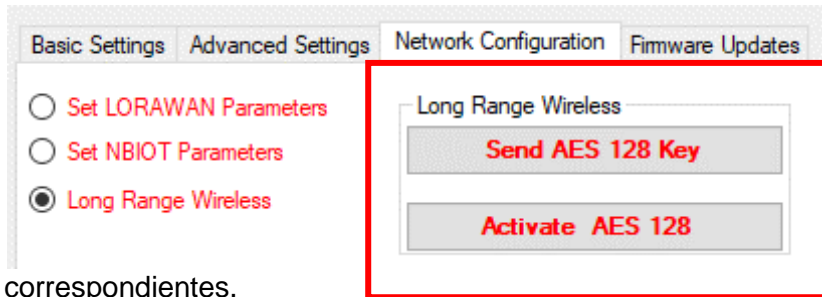 Basic Settings Advanced Settings Network Configuration Firmware Updates
Set LORAWAN Parameters
Set NBIOT Parameters
Long Range Wireless
Long Range Wireless
Send AES 128 Key
Activate AES 128
correspondientes.